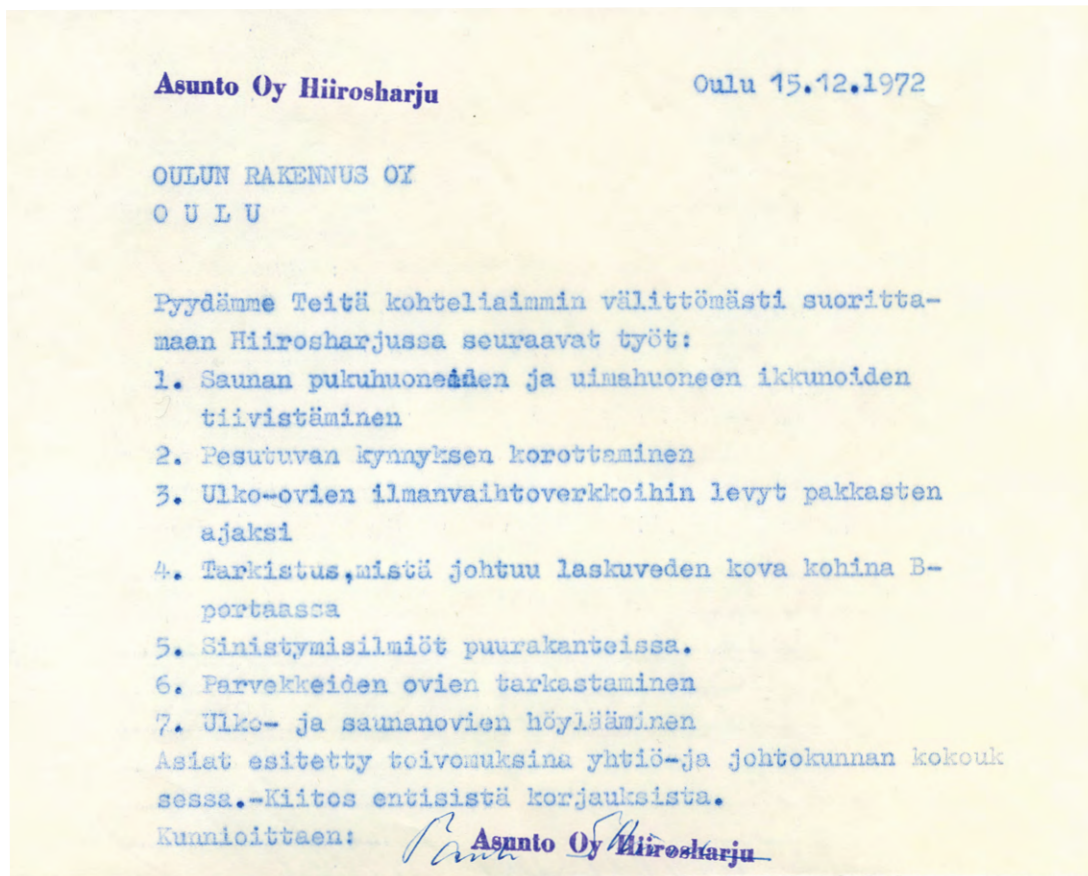 Asunto Oy Hiirosharju
Oulu 15.12.1972
OULUN RAKENNUS OY
O U L U
Pyydämme Teitä kohteliaimmin välittömästi suoritta-
maan Hiirosharjussa seuraavat työt:
1. Saunan pukuhuoneiden ja uimahuoneen ikkunoiden
tiivistäminen
2. Pesutuvan kynnyksen korottaminen
3. Ulko-ovien ilmanvaihtoverkkoihin levyt pakkasten
ajaksi
4. Tarkistus,mistä johtuu laskuveden kova kohina B-
portaassa
5. Sinistymisilmiöt puurakanteissa.
6. Parvekkeiden ovien tarkastaminen
7. Ulko- ja saunanovien höylääminen
Asiat esitetty toivomuksina yhtiö-ja johtokunnan kokouk
sessa.-Kiitos entisistä korjauksista.
Kunnioittaen:
Asunto Oy Hiirosharju